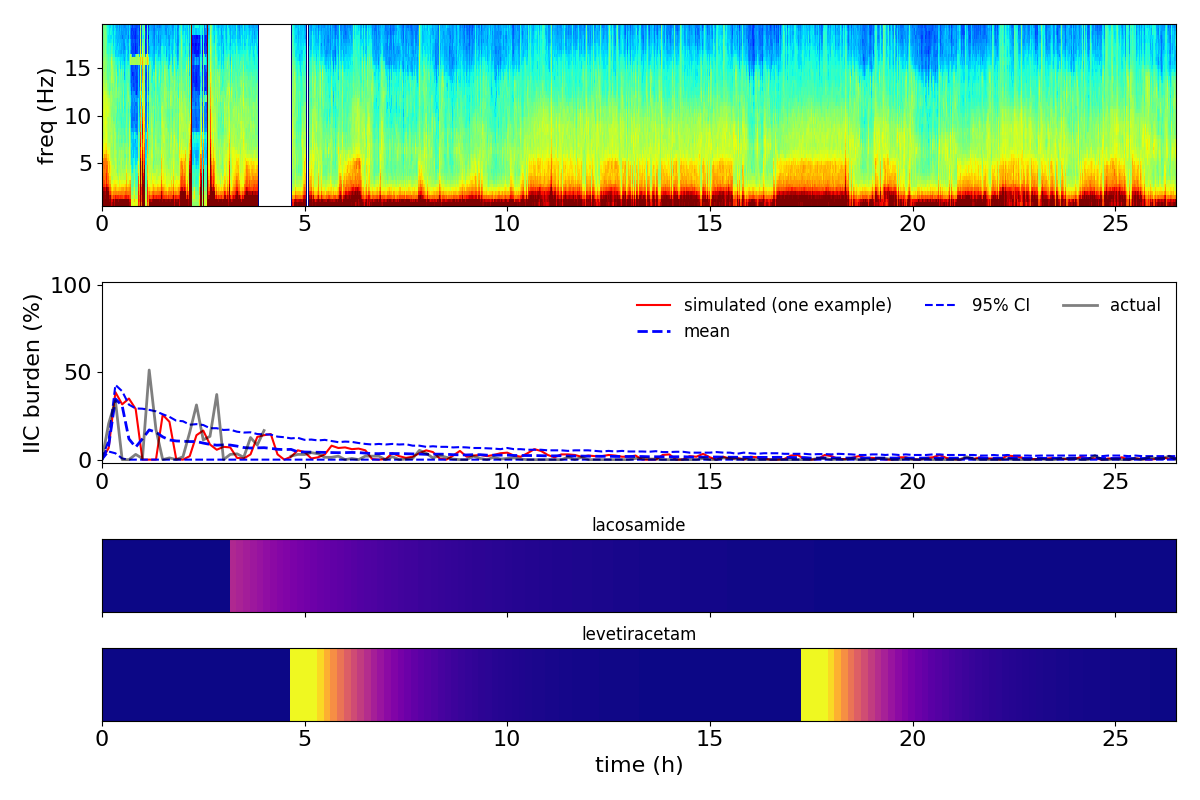 freq (Hz)
15
10
5
0 5 10 15 20 25
IIC burden (%)
100
50
0
simulated (one example) 95% CI actual
mean
0 5 10 15 20 25
lacosamide
levetiracetam
0 5 10 15 20 25
time (h)